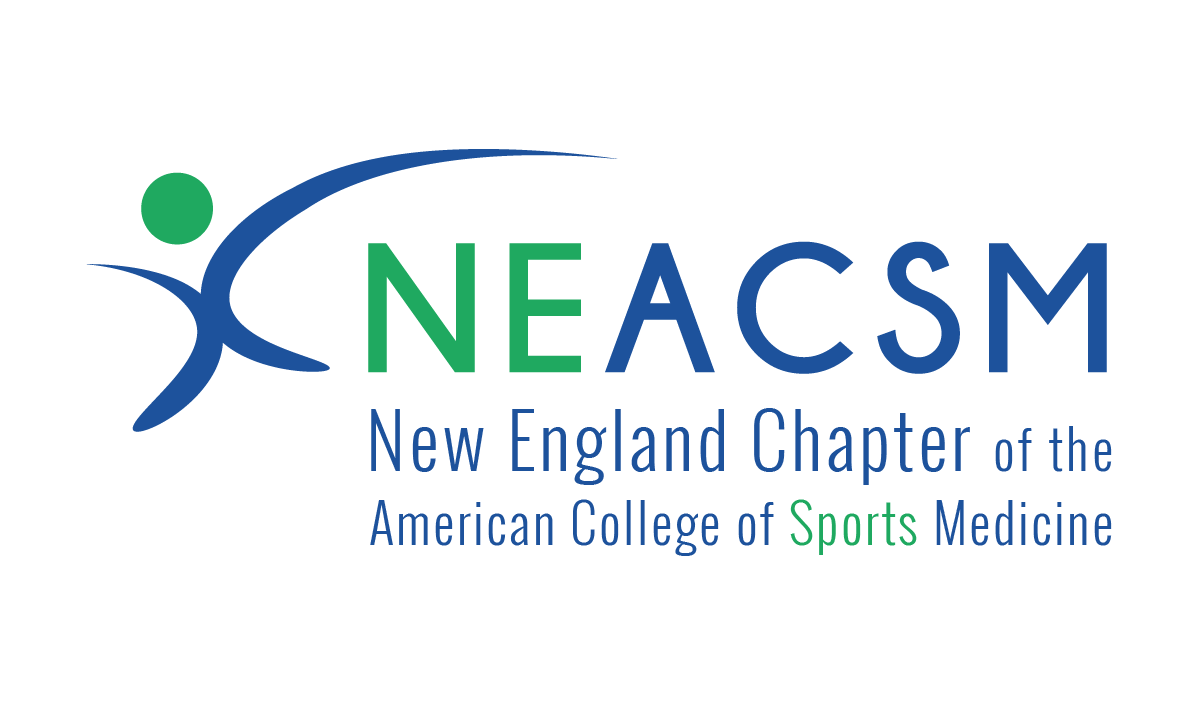 NEACSM
New England Chapter of the
American College of Sports Medicine